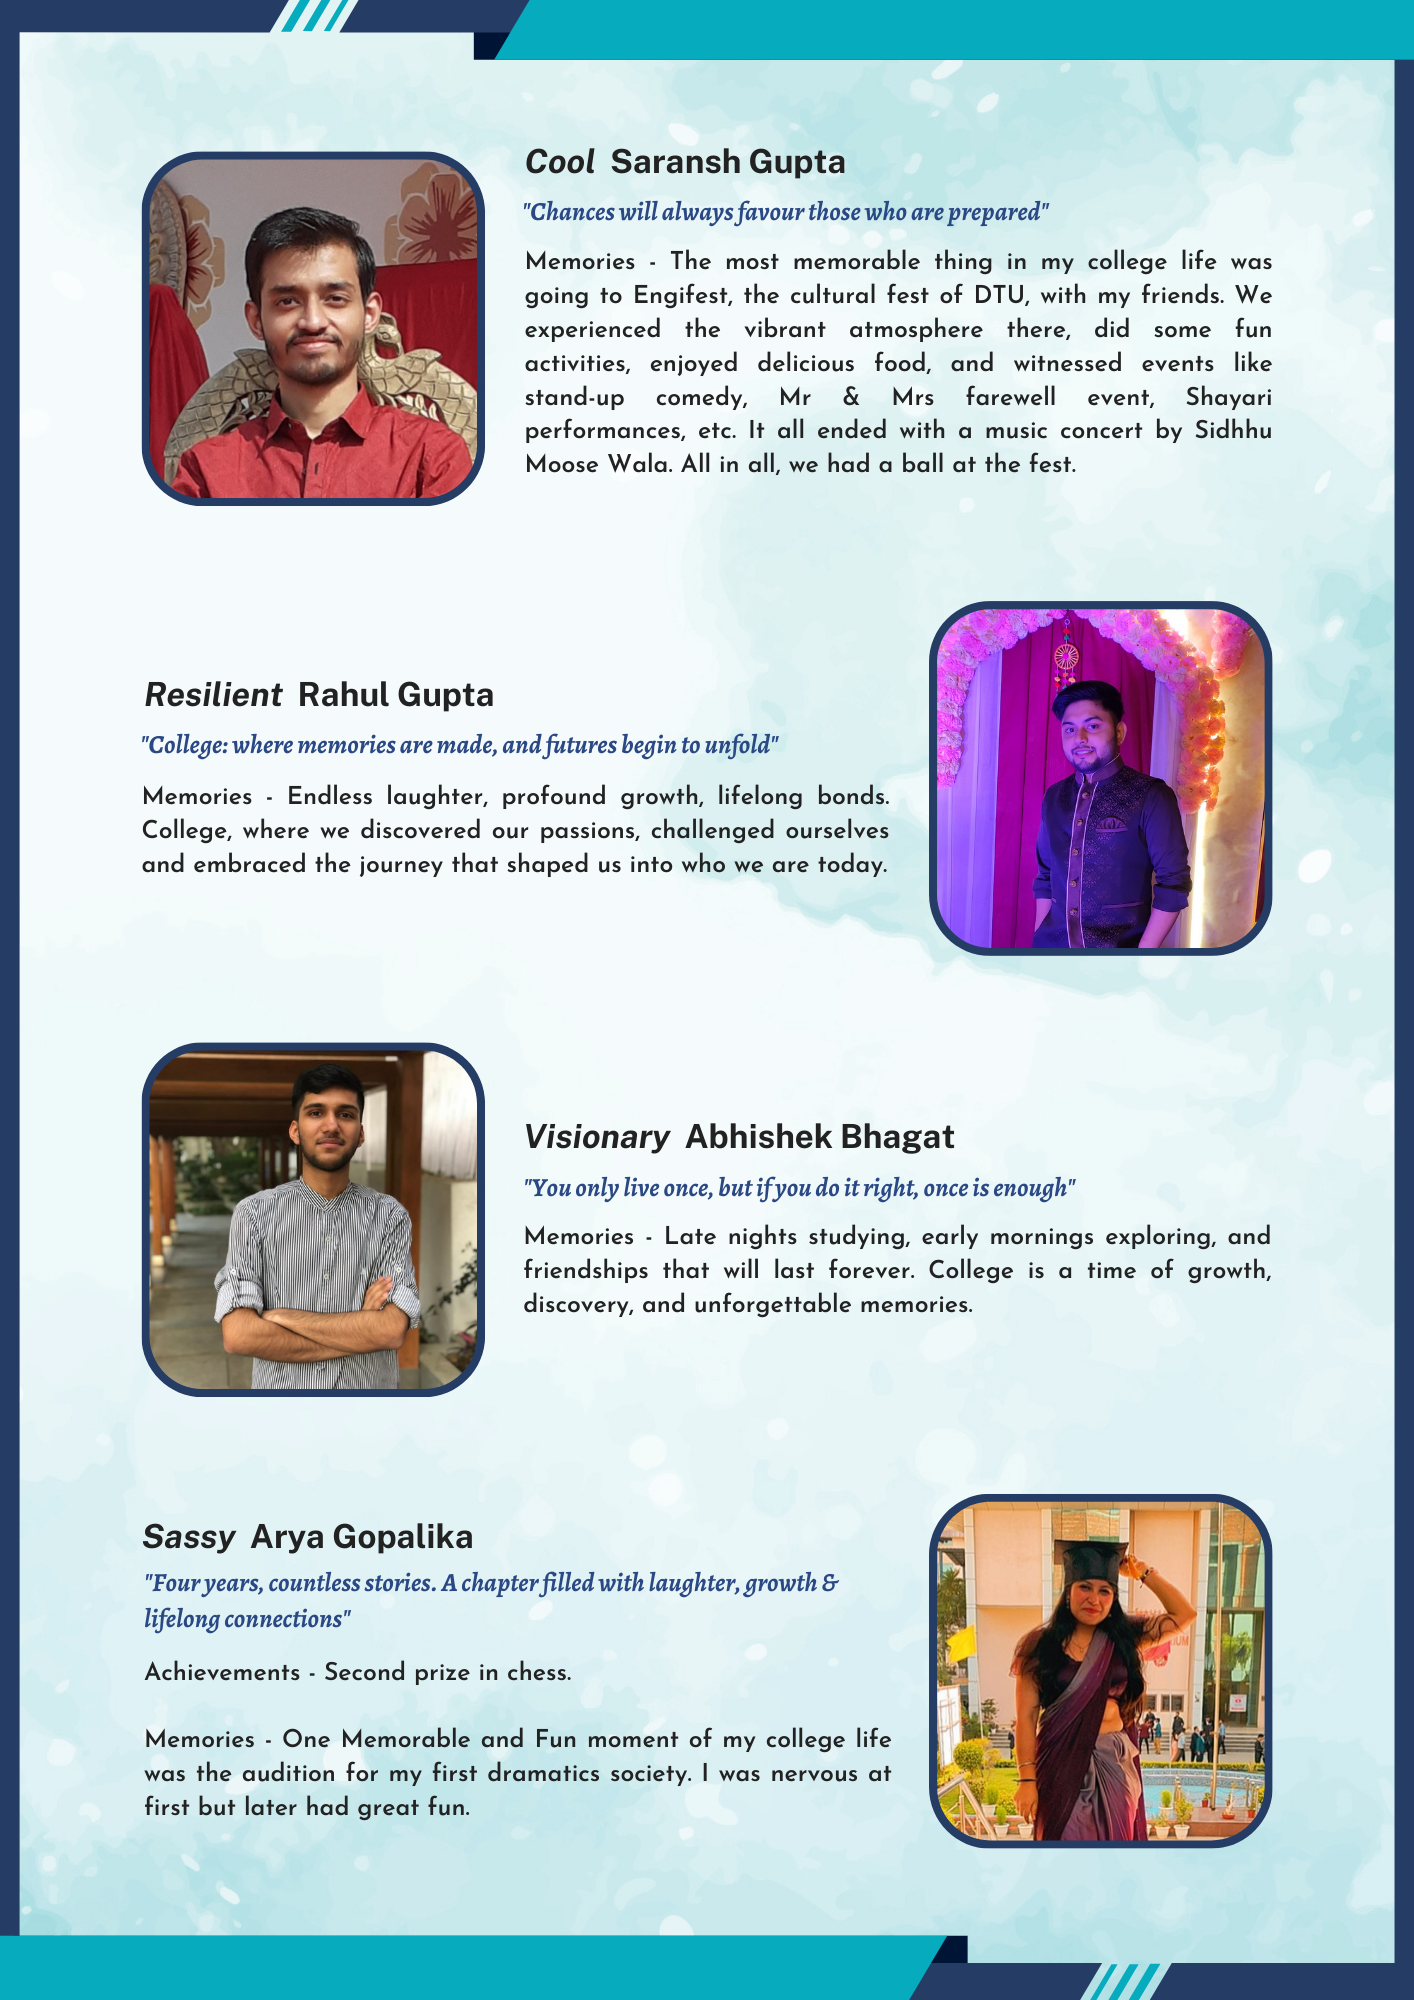 Cool Saransh Gupta
"Chances will always favour those who are prepared"
Memories - The most memorable thing in my college life was
going to Engifest, the cultural fest of DTU, with my friends. We
experienced the vibrant atmosphere there, did some fun
activities, enjoyed delicious food, and witnessed events like
stand-up comedy, Mr & Mrs farewell event, Shayari
performances, etc. It all ended with a music concert by Sidhhu
Moose Wala. All in all, we had a ball at the fest.
Resilient Rahul Gupta
"College: where memories are made, and futures begin to unfold"
Memories - Endless laughter, profound growth, lifelong bonds.
College, where we discovered our passions, challenged ourselves
and embraced the journey that shaped us into who we are today.
Visionary Abhishek Bhagat
"You only live once, but if you do it right, once is enough"
Memories - Late nights studying, early mornings exploring, and
friendships that will last forever. College is a time of growth,
discovery, and unforgettable memories.
Sassy Arya Gopalika
"Four years, countless stories. A chapter filled with laughter, growth &
lifelong connections"
Achievements - Second prize in chess.
Memories - One Memorable and Fun moment of my college life
was the audition for my first dramatics society. I was nervous at
first but later had great fun.